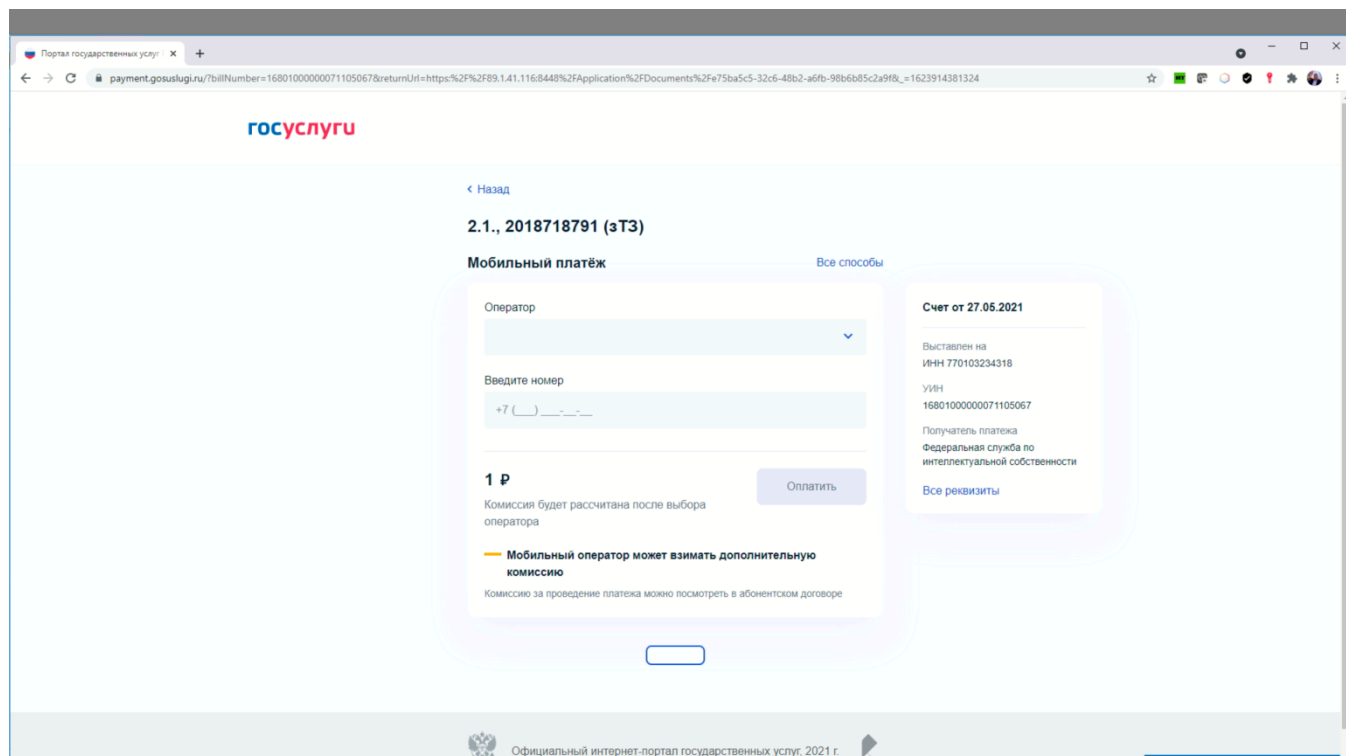 Портал государственных услуг
payment.gosuslugi.ru/?billNumber=16801000000071105067&returnUrl=https:%2F%2F89.1.41.116:8448%2FApplication%2FDocuments%2Fe75ba5c5-32c6-48b2-a6fb-98b6b85c2a9f&_=1623914381324
госуслуги
Назад
2.1., 2018718791 (зТЗ)
Мобильный платёж
Все способы
Оператор
Введите номер
+7 (___) ___-__-__
1 ₽
Оплатить
Комиссия будет рассчитана после выбора
оператора
Мобильный оператор может взимать дополнительную
комиссию
Комиссию за проведение платежа можно посмотреть в абонентском договоре
Счет от 27.05.2021
Выставлен на
ИНН 770103234318
УИН
16801000000071105067
Получатель платежа
Федеральная служба по
интеллектуальной собственности
Все реквизиты
Официальный интернет-портал государственных услуг, 2021 г.